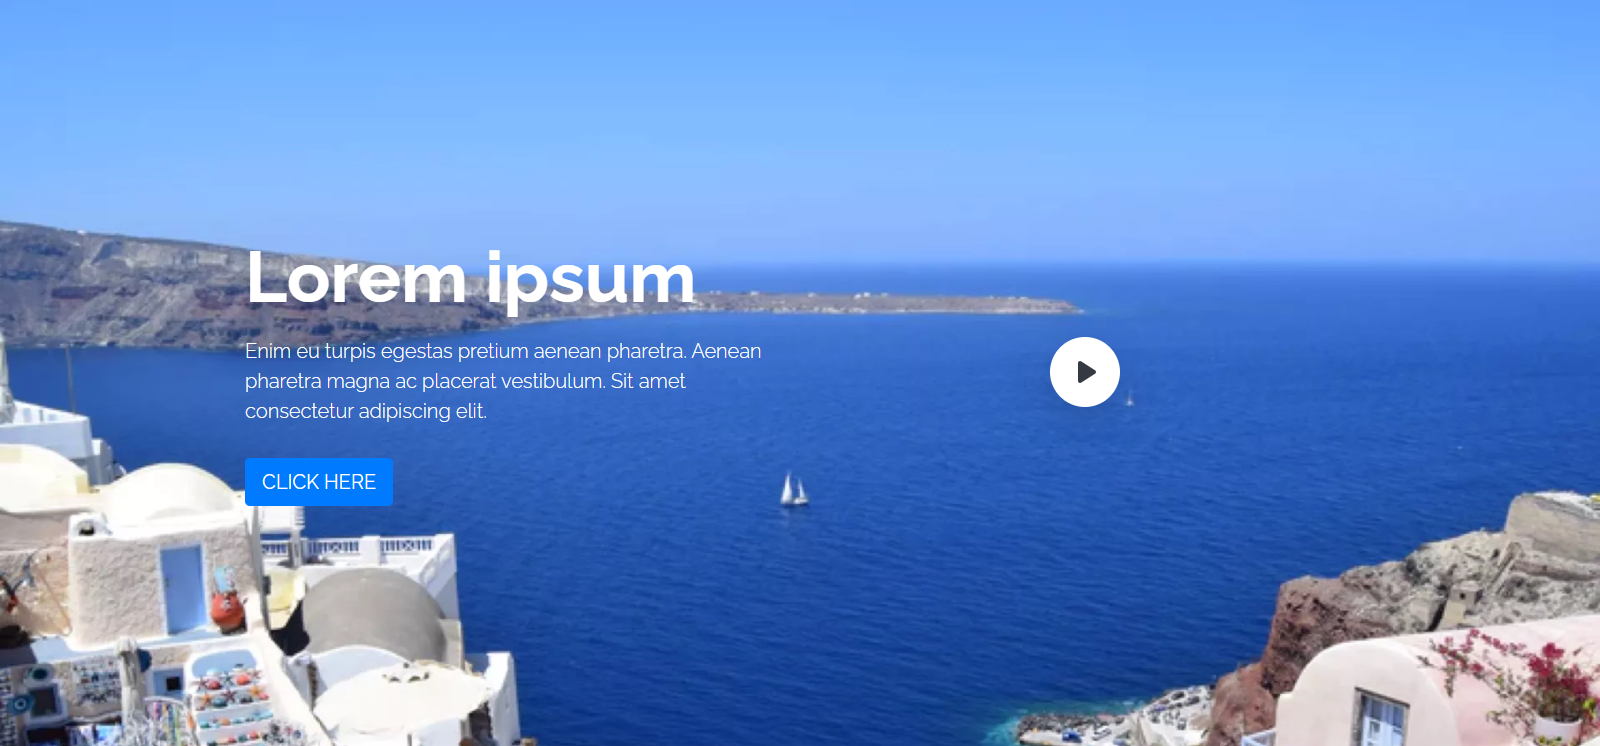 Lorem ipsum
Enim eu turpis egestas pretium aenean pharetra. Aenean
pharetra magna ac placerat vestibulum. Sit amet
consectetur adipiscing elit.
CLICK HERE